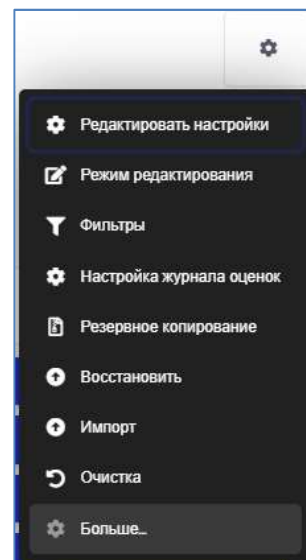 Редактировать настройки
Режим редактирования
Фильтры
Настройка журнала оценок
Резервное копирование
Восстановить
Импорт
Очистка
Больше...